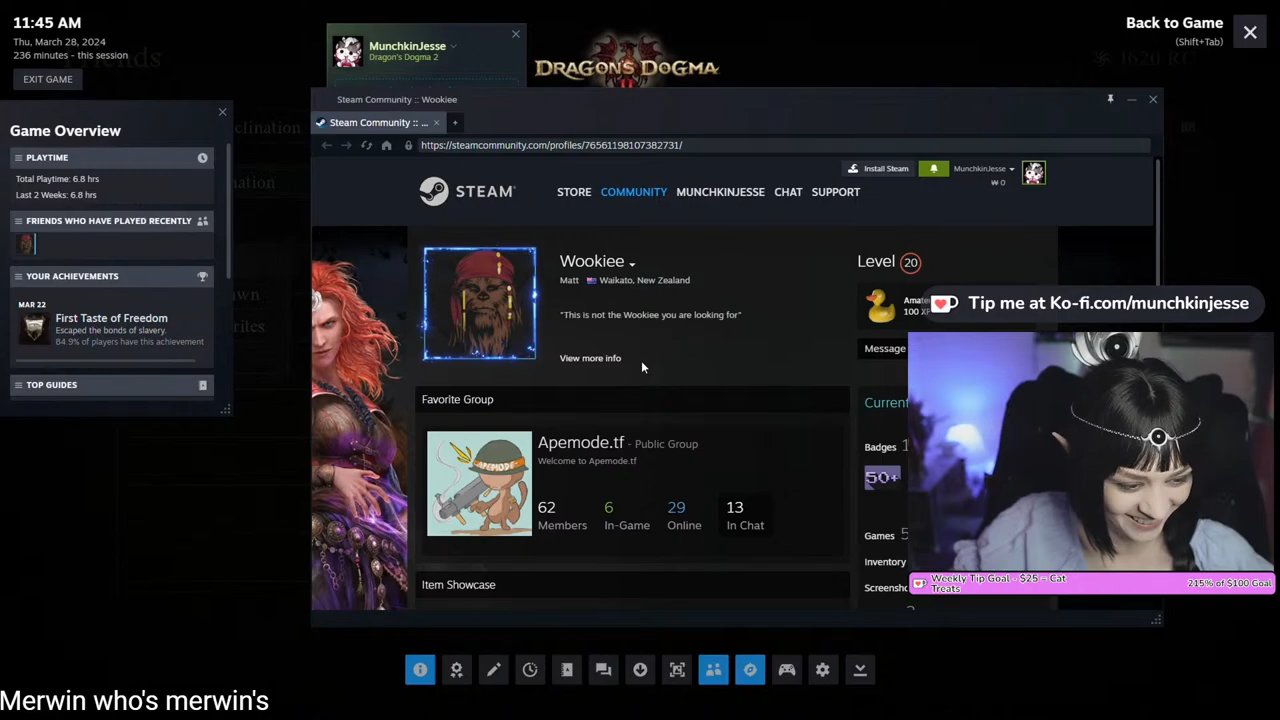 11:45 AM
Thu, March 28, 2024
236 minutes - this session
EXIT GAME
MunchkinJesse
Dragon's Dogma 2
DRAGON'S DOGMA
Back to Game
(Shift+Tab)
Game Overview
PLAYTIME
Total Playtime: 6.8 hrs
Last 2 Weeks: 6.8 hrs
FRIENDS WHO HAVE PLAYED RECENTLY
YOUR ACHIEVEMENTS
MAR 22
First Taste of Freedom
Escaped the bonds of slavery.
84.9% of players have this achievement
TOP GUIDES
Steam Community :: Wookiee
Steam Community :: ...
https://steamcommunity.com/profiles/76561198107382731/
Install Steam
MunchkinJesse
₩ 0
STEAM
STORE COMMUNITY MUNCHKINJESSE CHAT SUPPORT
Wookiee
Matt Waikato, New Zealand
"This is not the Wookiee you are looking for"
View more info
Level 20
100 XP
Message
Favorite Group
APEMODE
Apemode.tf - Public Group
Welcome to Apemode.tf
62 6 29 13
Members In-Game Online In Chat
Item Showcase
Badges
50+
Games
Inventory
Tip me at Ko-fi.com/munchkinjesse
Weekly Tip Goal - $25 = Cat
Treats
215% of $100 Goal
Merwin who's merwin's